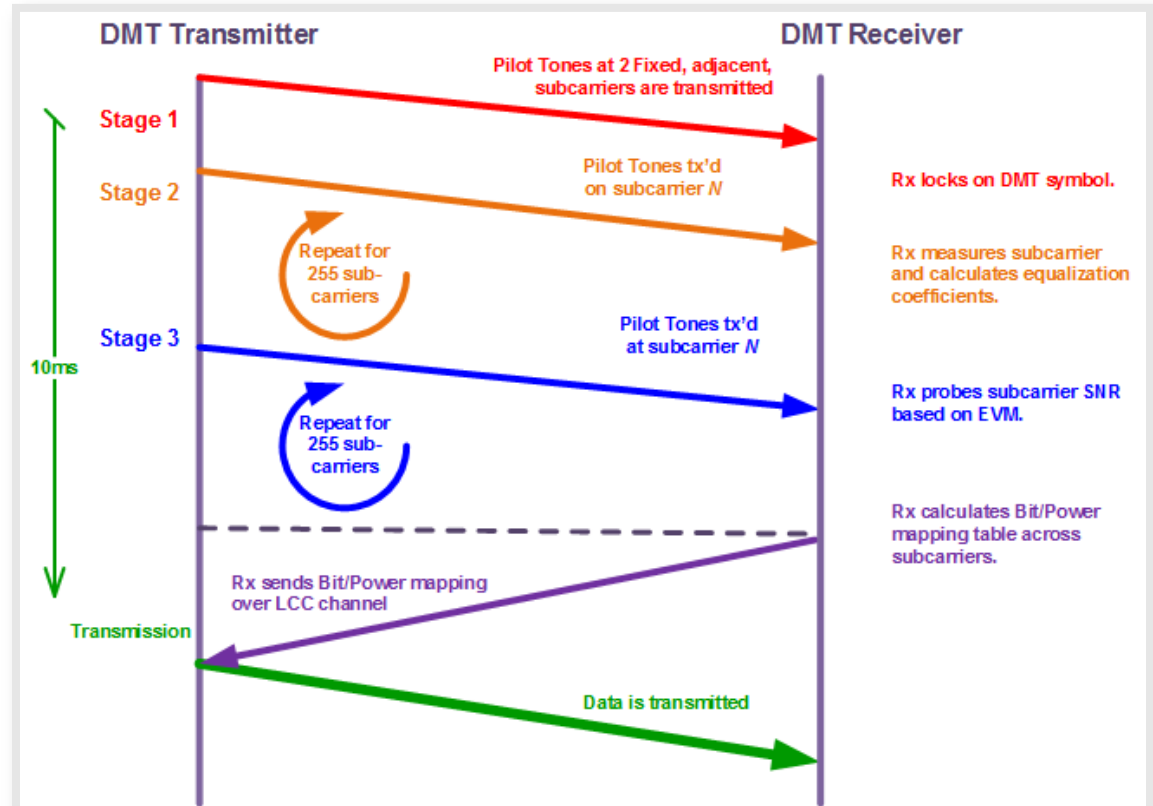 DMT Transmitter
DMT Receiver
Pilot Tones at 2 Fixed, adjacent,
subcarriers are transmitted
Stage 1
Pilot Tones tx'd
on subcarrier N
Rx locks on DMT symbol.
Stage 2
Repeat for
255 sub-
carriers
Rx measures subcarrier
and calculates equalization
coefficients.
Stage 3
Pilot Tones tx'd
at subcarrier N
10ms
Repeat for
255 sub-
carriers
Rx probes subcarrier SNR
based on EVM.
Rx calculates Bit/Power
mapping table across
subcarriers.
Rx sends Bit/Power mapping
over LCC channel
Transmission
Data is transmitted